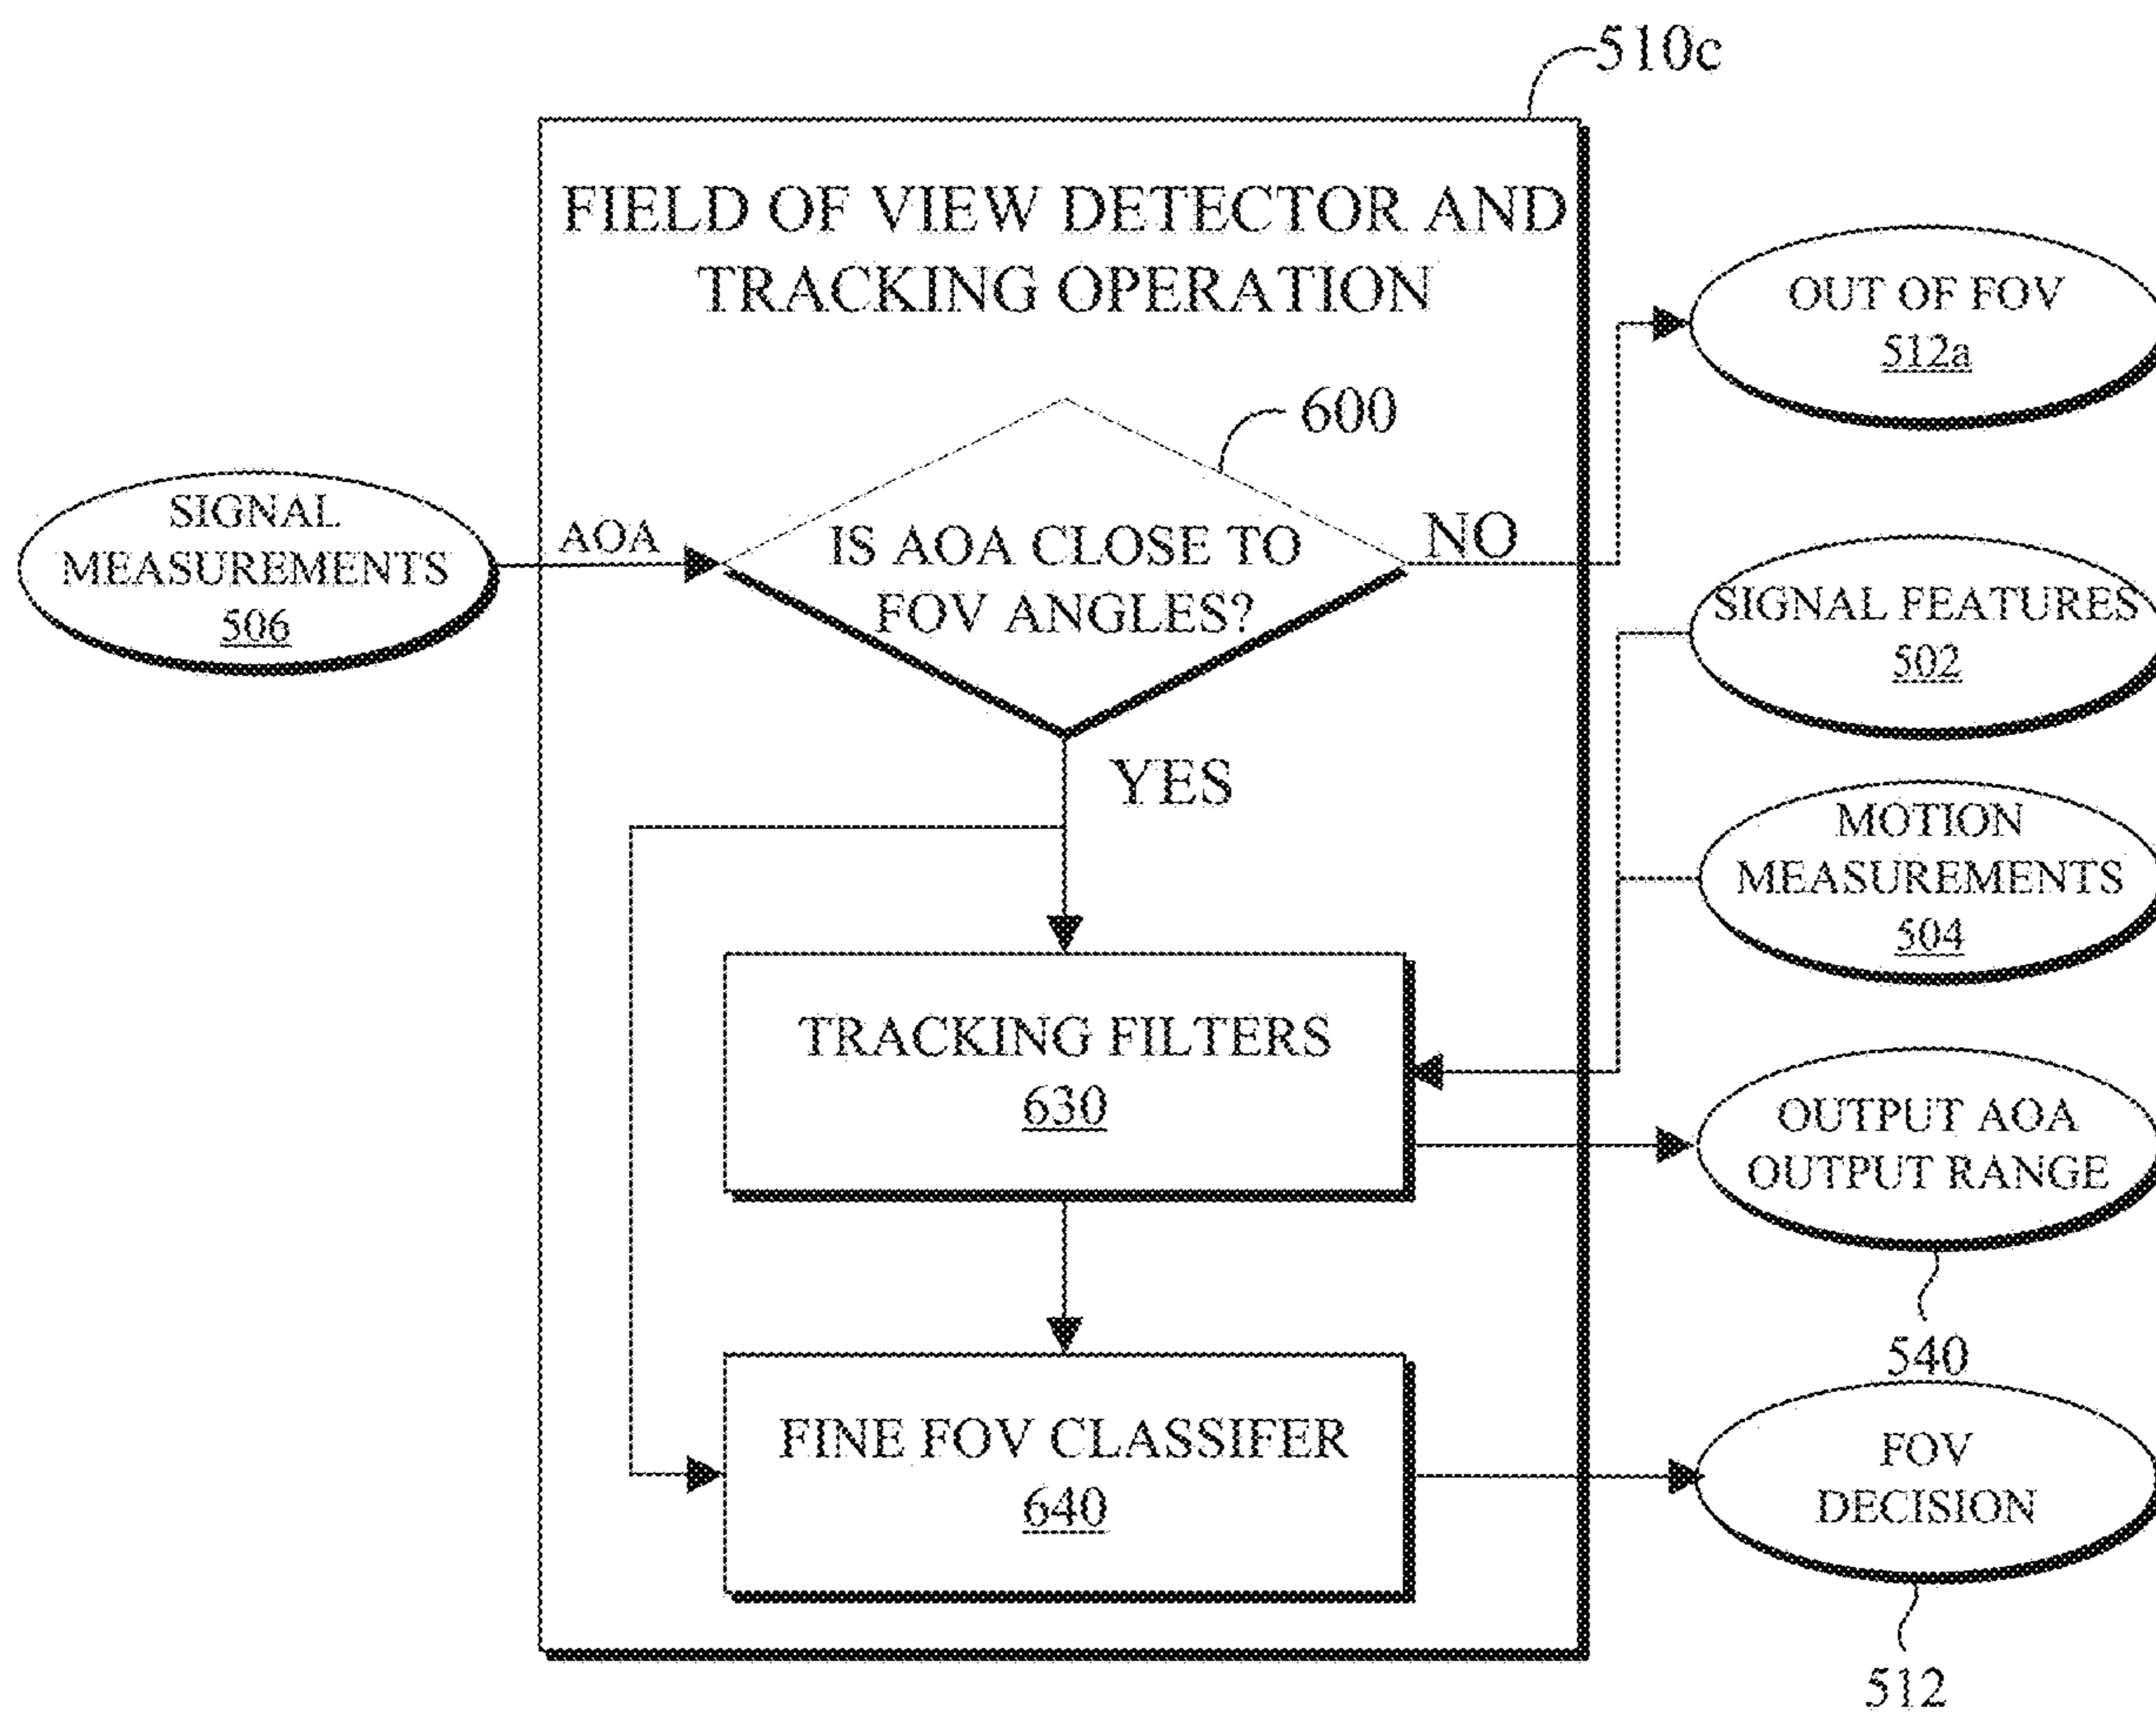 510c
FIELD OF VIEW DETECTOR AND
TRACKING OPERATION
OUT OF FOV
512a
600
SIGNAL
MEASUREMENTS
506
AOA
IS AOA CLOSE TO
FOV ANGLES?
NO
SIGNAL FEATURES
502
YES
MOTION
MEASUREMENTS
504
TRACKING FILTERS
630
OUTPUT AOA
OUTPUT RANGE
540
FINE FOV CLASSIFER
640
FOV
DECISION
512